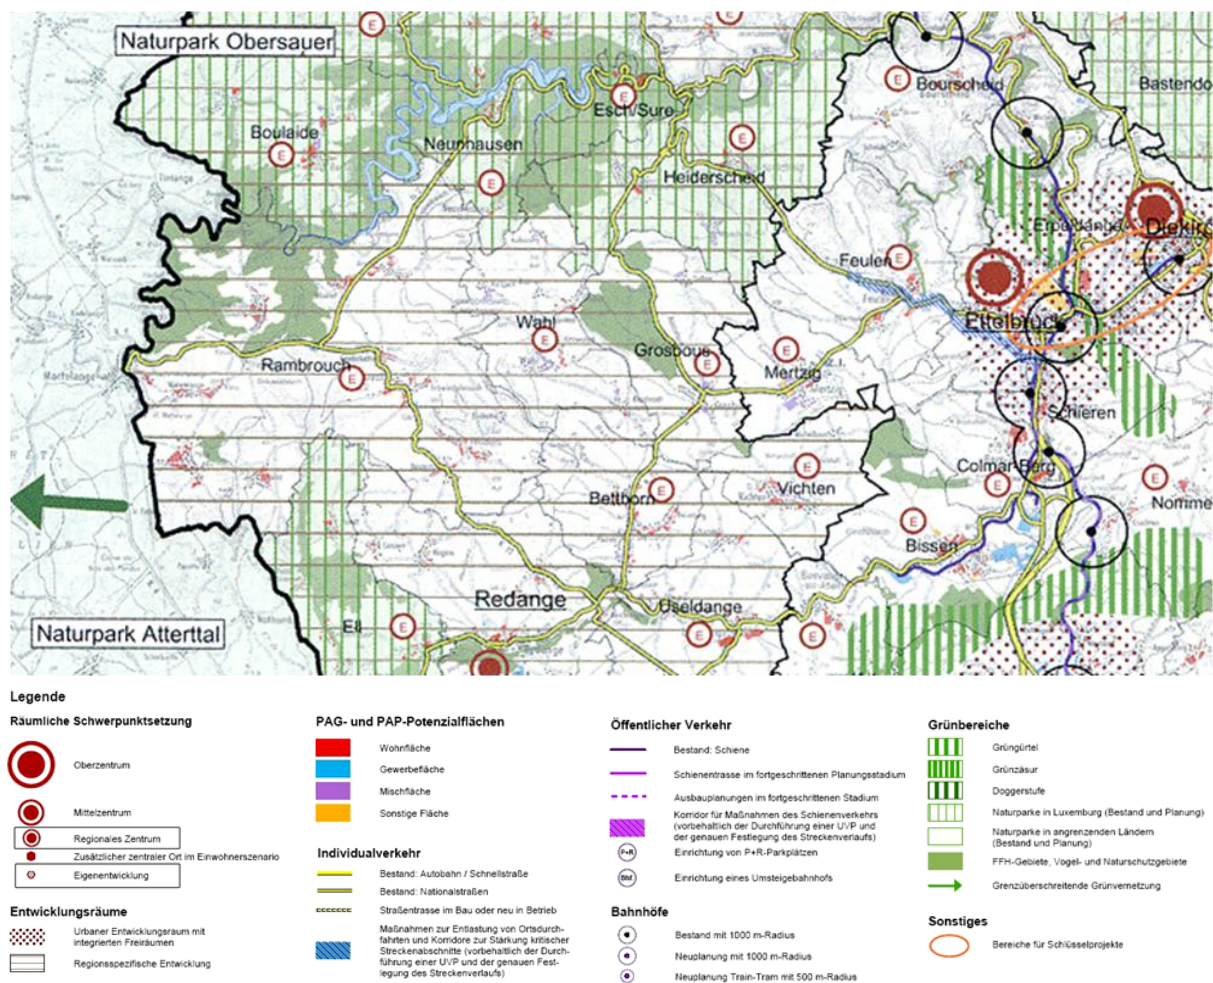 Naturpark Obersauer
Bourscheid
Bastendo
Esch/Sure
Boulaide
Neunhausen
Heiderscheid
Erpeldange
Diekirc
Feulen
Ettelbruck
Wahl
Grosbous
Rambrouch
Mertzig
Schieren
Colmar-Berg
Bettborn
Vichten
Nomme
Bissen
Redange
Useldange
Naturpark Atterttal
Ell
Legende
Räumliche Schwerpunktsetzung
Oberzentrum
Mittelzentrum
Regionales Zentrum
Zusätzlicher zentraler Ort im Einwohnerszenario
Eigenentwicklung
Entwicklungsräume
Urbaner Entwicklungsraum mit
integrierten Freiräumen
Regionsspezifische Entwicklung
PAG- und PAP-Potenzialflächen
Wohnfläche
Gewerbefläche
Mischfläche
Sonstige Fläche
Individualverkehr
Bestand: Autobahn / Schnellstraße
Bestand: Nationalstraßen
Straßentrasse im Bau oder neu in Betrieb
Maßnahmen zur Entlastung von Ortsdurch-
fahrten und Korridore zur Stärkung kritischer
Streckenabschnitte (vorbehaltlich der Durch-
führung einer UVP und der genauen Fest-
legung des Streckenverlaufs)
Öffentlicher Verkehr
Bestand: Schiene
Schienentrasse im fortgeschrittenen Planungsstadium
Ausbauplanungen im fortgeschrittenen Stadium
Korridor für Maßnahmen des Schienenverkehrs
(vorbehaltlich der Durchführung einer UVP und
der genauen Festlegung des Streckenverlaufs)
P+R
Einrichtung von P+R-Parkplätzen
Bhf
Einrichtung eines Umsteigebahnhofs
Bahnhöfe
Bestand mit 1000 m-Radius
Neuplanung mit 1000 m-Radius
Neuplanung Train-Tram mit 500 m-Radius
Grünbereiche
Grüngürtel
Grünzäsur
Doggerstufe
Naturparke in Luxemburg (Bestand und Planung)
Naturparke in angrenzenden Ländern
(Bestand und Planung)
FFH-Gebiete, Vogel- und Naturschutzgebiete
Grenzüberschreitende Grünvernetzung
Sonstiges
Bereiche für Schlüsselprojekte